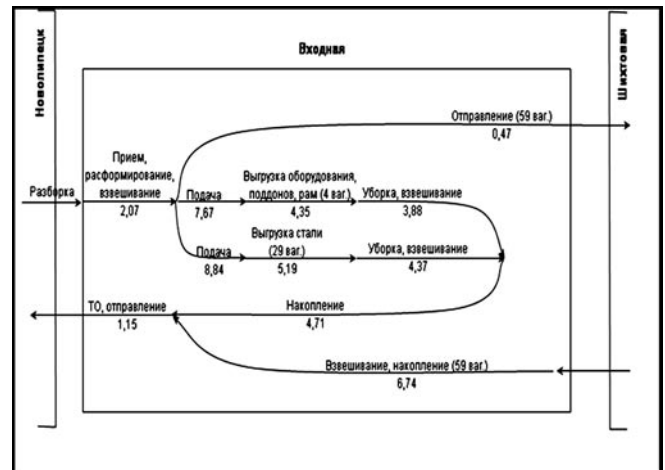 Новолипецк
Входная
Шихтовая
Отправление (59 ваг.)
0,47
Прием,
расформирование,
взвешивание
2,07
Разборка
Выгрузка оборудования,
поддонов, рам (4 ваг.)
4,35
Подача
7,67
Уборка, взвешивание
3,88
Выгрузка стали
(29 ваг.)
5,19
Подача
8,84
Уборка, взвешивание
4,37
ТО, отправление
1,15
Накопление
4,71
Взвешивание, накопление (59 ваг.)
6,74